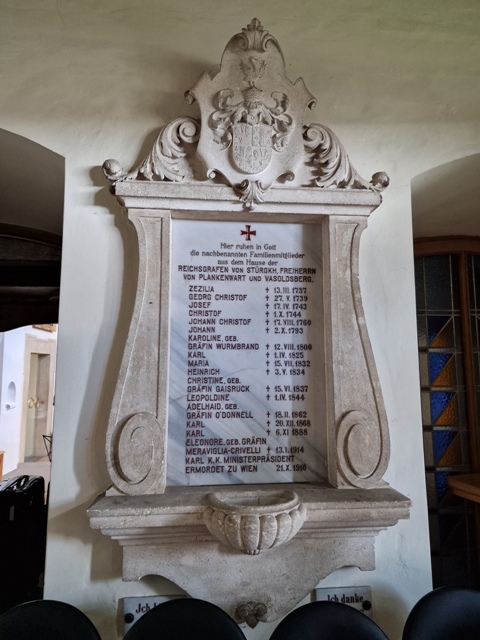 Hier ruhen in Gott
die nachbenannten Familienmitglieder
aus dem Hause der
REICHSGRAFEN VON STÜRGKH, FREIHERRN
VON PLANKENWART UND VASOLDSBERG.
ZEZILIA † 13.III.1737
GEORG CHRISTOF † 27.V.1739
JOSEF † 17.IV.1743
CHRISTOF † 1.X.1744
JOHANN CHRISTOF † 17.VIII.1760
JOHANN † 2.X.1793
KAROLINE, GEB.
GRÄFIN WURMBRAND † 12.VIII.1800
KARL † 1.IV.1825
MARIA † 15.VII.1832
HEINRICH † 3.V.1834
CHRISTINE, GEB.
GRÄFIN GAISRUCK † 15.VI.1837
LEOPOLDINE † 1.IV.1844
ADELHAID, GEB.
GRÄFIN O'DONNELL † 18.II.1862
KARL † 20.XII.1868
KARL † 6.XI.1888
ELEONORE, GEB. GRÄFIN
MERAVIGLIA-CRIVELLI † 13.I.1914
KARL K.K. MINISTERPRÄSIDENT
ERMORDET ZU WIEN 21.X.1916
Ich
Ich danke